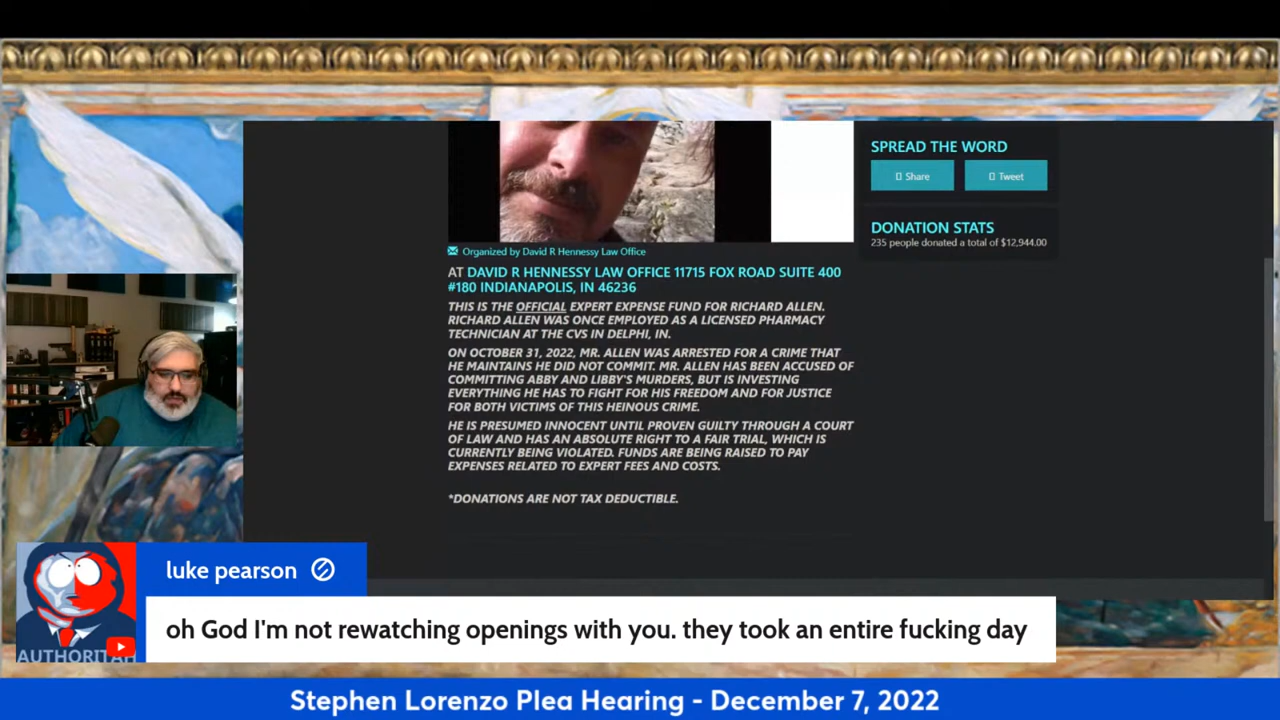 SPREAD THE WORD
Share
Tweet
DONATION STATS
235 people donated a total of $12,944.00
Organized by David R Hennessy Law Office
AT DAVID R HENNESSY LAW OFFICE 11715 FOX ROAD SUITE 400
#180 INDIANAPOLIS, IN 46236
THIS IS THE OFFICIAL EXPERT EXPENSE FUND FOR RICHARD ALLEN.
RICHARD ALLEN WAS ONCE EMPLOYED AS A LICENSED PHARMACY
TECHNICIAN AT THE CVS IN DELPHI, IN.
ON OCTOBER 31, 2022, MR. ALLEN WAS ARRESTED FOR A CRIME THAT
HE MAINTAINS HE DID NOT COMMIT. MR. ALLEN HAS BEEN ACCUSED OF
COMMITTING ABBY AND LIBBY'S MURDERS, BUT IS INVESTING
EVERYTHING HE HAS TO FIGHT FOR HIS FREEDOM AND FOR JUSTICE
FOR BOTH VICTIMS OF THIS HEINOUS CRIME.
HE IS PRESUMED INNOCENT UNTIL PROVEN GUILTY THROUGH A COURT
OF LAW AND HAS AN ABSOLUTE RIGHT TO A FAIR TRIAL, WHICH IS
CURRENTLY BEING VIOLATED. FUNDS ARE BEING RAISED TO PAY
EXPENSES RELATED TO EXPERT FEES AND COSTS.
*DONATIONS ARE NOT TAX DEDUCTIBLE.
luke pearson
oh God I'm not rewatching openings with you. they took an entire fucking day
AUTHORITAH
Stephen Lorenzo Plea Hearing - December 7, 2022